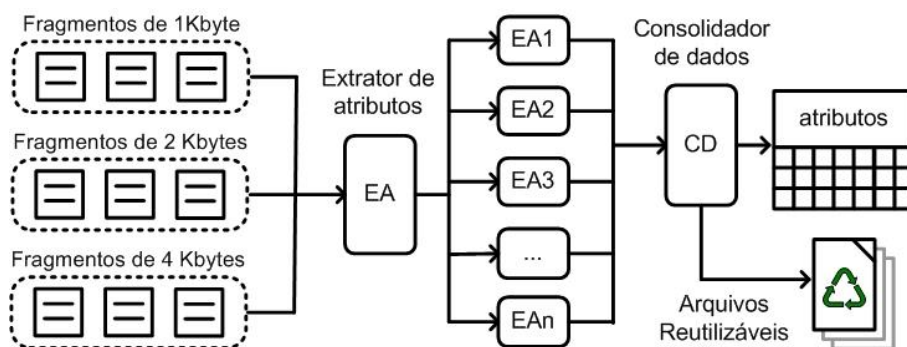 Fragmentos de 1Kbyte
Fragmentos de 2 Kbytes
Fragmentos de 4 Kbytes
Extrator de
atributos
EA
EA1
EA2
EA3
...
EAn
Consolidador
de dados
CD
atributos
Arquivos
Reutilizáveis